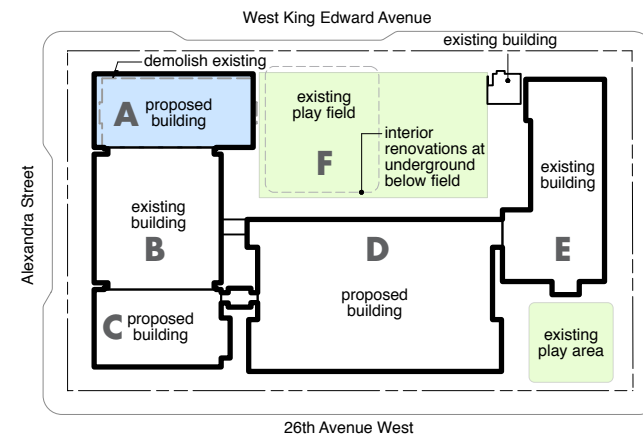 West King Edward Avenue
existing building
demolish existing
A
proposed
building
existing
play field
F
interior
renovations at
underground
below field
existing
building
E
Alexandra Street
existing
building
B
D
proposed
building
C
proposed
building
existing
play area
26th Avenue West